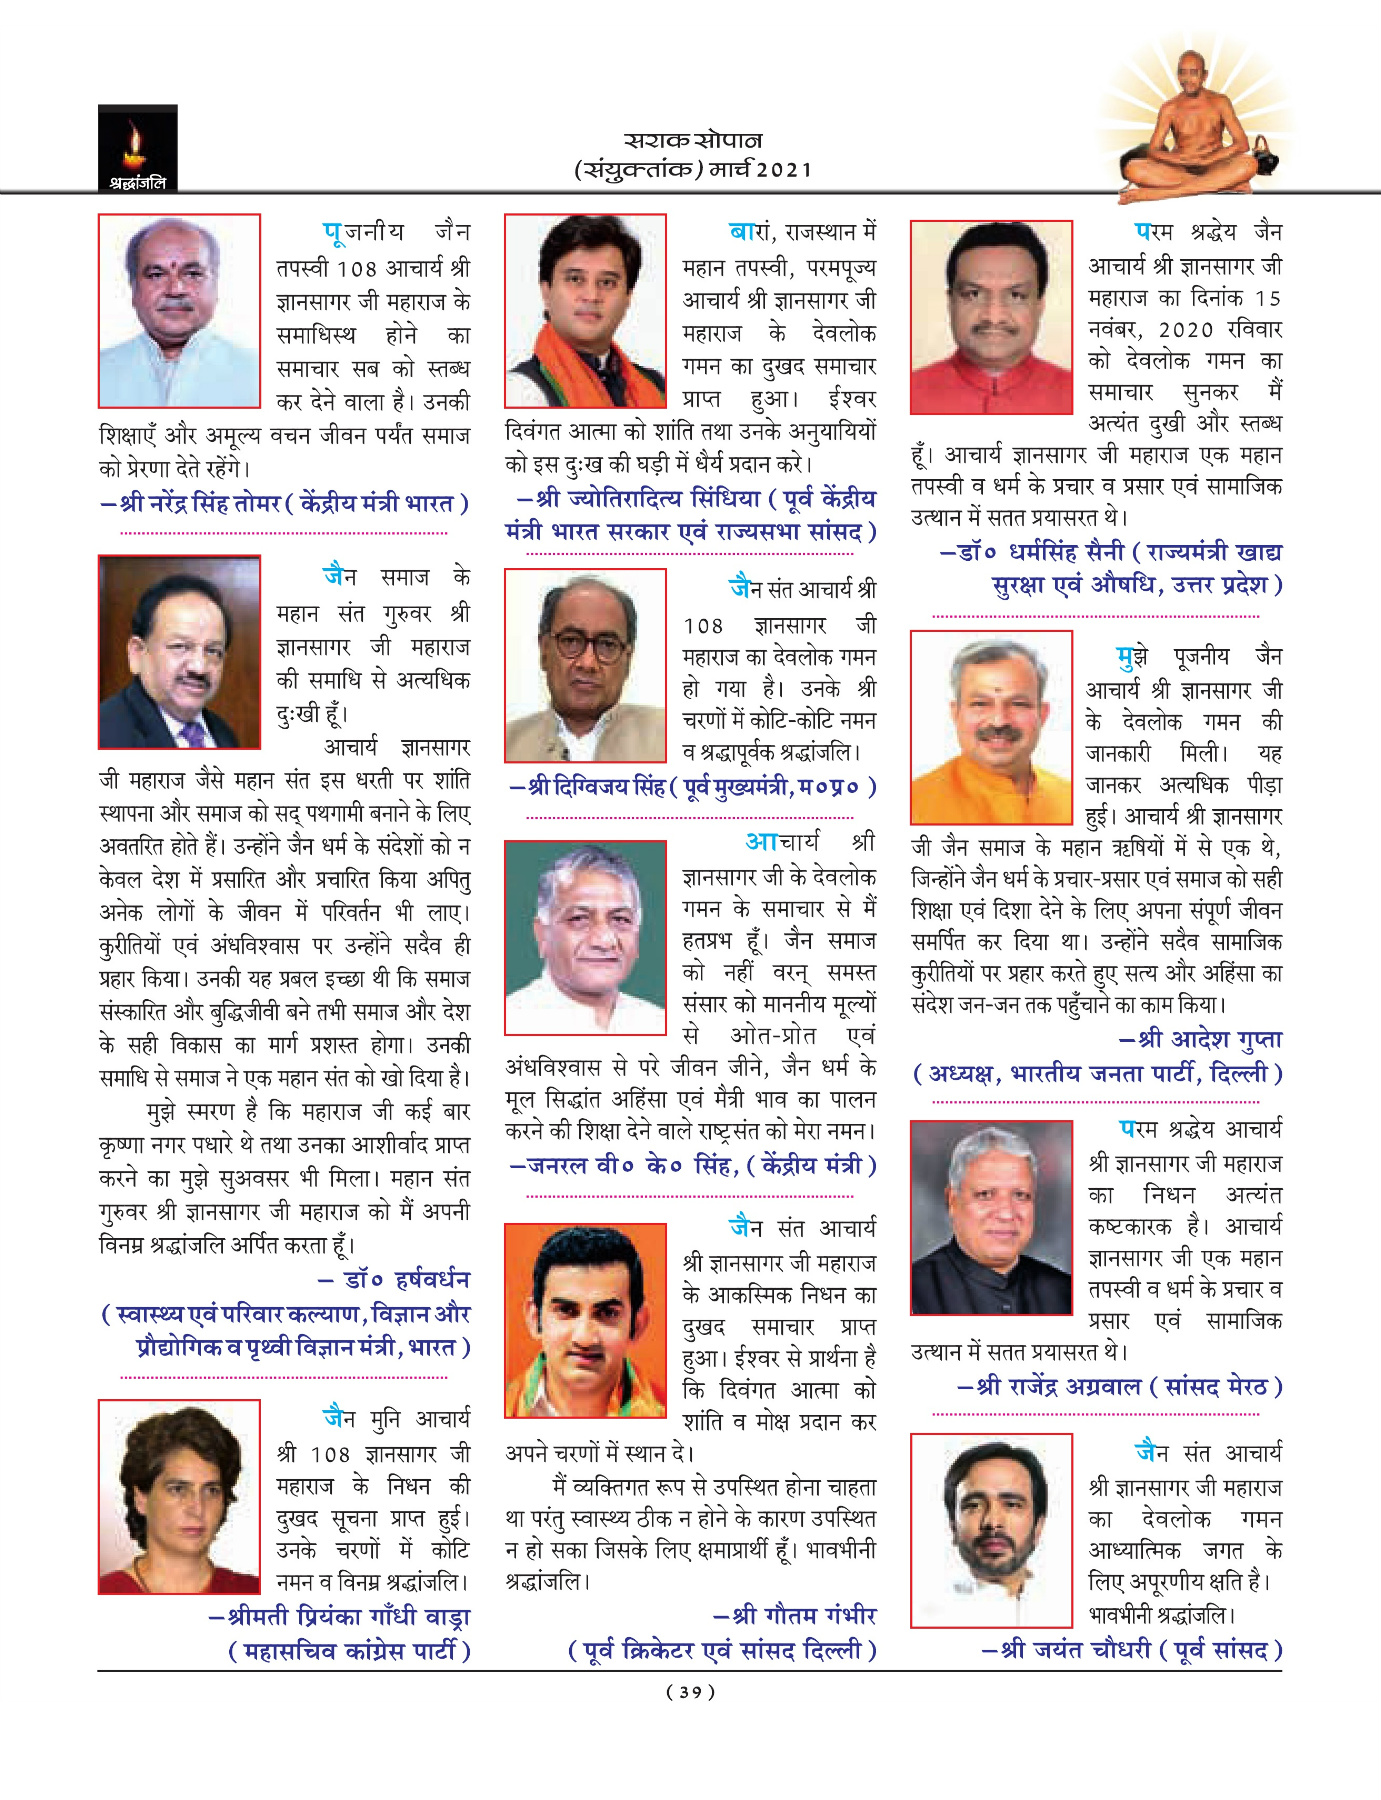 श्रद्धांजलि
सराक सोपान
(संयुक्तांक) मार्च 2021
पूजनीय जैन
तपस्वी 108 आचार्य श्री
ज्ञानसागर जी महाराज के
समाधिस्थ होने का
समाचार सब को स्तब्ध
कर देने वाला है। उनकी
शिक्षाएँ और अमूल्य वचन जीवन पर्यंत समाज
को प्रेरणा देते रहेंगे।
–श्री नरेंद्र सिंह तोमर ( केंद्रीय मंत्री भारत )
जैन समाज के
महान संत गुरुवर श्री
ज्ञानसागर जी महाराज
की समाधि से अत्यधिक
दुःखी हूँ।
आचार्य ज्ञानसागर
जी महाराज जैसे महान संत इस धरती पर शांति
स्थापना और समाज को सद् पथगामी बनाने के लिए
अवतरित होते हैं। उन्होंने जैन धर्म के संदेशों को न
केवल देश में प्रसारित और प्रचारित किया अपितु
अनेक लोगों के जीवन में परिवर्तन भी लाए।
कुरीतियों एवं अंधविश्वास पर उन्होंने सदैव ही
प्रहार किया। उनकी यह प्रबल इच्छा थी कि समाज
संस्कारित और बुद्धिजीवी बने तभी समाज और देश
के सही विकास का मार्ग प्रशस्त होगा। उनकी
समाधि से समाज ने एक महान संत को खो दिया है।
मुझे स्मरण है कि महाराज जी कई बार
कृष्णा नगर पधारे थे तथा उनका आशीर्वाद प्राप्त
करने का मुझे सुअवसर भी मिला। महान संत
गुरुवर श्री ज्ञानसागर जी महाराज को मैं अपनी
विनम्र श्रद्धांजलि अर्पित करता हूँ।
– डॉ० हर्षवर्धन
( स्वास्थ्य एवं परिवार कल्याण, विज्ञान और
प्रौद्योगिक व पृथ्वी विज्ञान मंत्री, भारत )
जैन मुनि आचार्य
श्री 108 ज्ञानसागर जी
महाराज के निधन की
दुखद सूचना प्राप्त हुई।
उनके चरणों में कोटि
नमन व विनम्र श्रद्धांजलि।
–श्रीमती प्रियंका गाँधी वाड्रा
( महासचिव कांग्रेस पार्टी )
बारां, राजस्थान में
महान तपस्वी, परमपूज्य
आचार्य श्री ज्ञानसागर जी
महाराज के देवलोक
गमन का दुखद समाचार
प्राप्त हुआ। ईश्वर
दिवंगत आत्मा को शांति तथा उनके अनुयायियों
को इस दुःख की घड़ी में धैर्य प्रदान करे।
–श्री ज्योतिरादित्य सिंधिया ( पूर्व केंद्रीय
मंत्री भारत सरकार एवं राज्यसभा सांसद )
जैन संत आचार्य श्री
108 ज्ञानसागर जी
महाराज का देवलोक गमन
हो गया है। उनके श्री
चरणों में कोटि-कोटि नमन
व श्रद्धापूर्वक श्रद्धांजलि।
–श्री दिग्विजय सिंह ( पूर्व मुख्यमंत्री, म०प्र० )
आचार्य श्री
ज्ञानसागर जी के देवलोक
गमन के समाचार से मैं
हतप्रभ हूँ। जैन समाज
को नहीं वरन् समस्त
संसार को माननीय मूल्यों
से ओत-प्रोत एवं
अंधविश्वास से परे जीवन जीने, जैन धर्म के
मूल सिद्धांत अहिंसा एवं मैत्री भाव का पालन
करने की शिक्षा देने वाले राष्ट्रसंत को मेरा नमन।
–जनरल वी० के० सिंह, ( केंद्रीय मंत्री )
जैन संत आचार्य
श्री ज्ञानसागर जी महाराज
के आकस्मिक निधन का
दुखद समाचार प्राप्त
हुआ। ईश्वर से प्रार्थना है
कि दिवंगत आत्मा को
शांति व मोक्ष प्रदान कर
अपने चरणों में स्थान दे।
मैं व्यक्तिगत रूप से उपस्थित होना चाहता
था परंतु स्वास्थ्य ठीक न होने के कारण उपस्थित
न हो सका जिसके लिए क्षमाप्रार्थी हूँ। भावभीनी
श्रद्धांजलि।
–श्री गौतम गंभीर
( पूर्व क्रिकेटर एवं सांसद दिल्ली )
परम श्रद्धेय जैन
आचार्य श्री ज्ञानसागर जी
महाराज का दिनांक 15
नवंबर, 2020 रविवार
को देवलोक गमन का
समाचार सुनकर मैं
अत्यंत दुखी और स्तब्ध
हूँ। आचार्य ज्ञानसागर जी महाराज एक महान
तपस्वी व धर्म के प्रचार व प्रसार एवं सामाजिक
उत्थान में सतत प्रयासरत थे।
–डॉ० धर्मसिंह सैनी ( राज्यमंत्री खाद्य
सुरक्षा एवं औषधि, उत्तर प्रदेश )
मुझे पूजनीय जैन
आचार्य श्री ज्ञानसागर जी
के देवलोक गमन की
जानकारी मिली। यह
जानकर अत्यधिक पीड़ा
हुई। आचार्य श्री ज्ञानसागर
जी जैन समाज के महान ऋषियों में से एक थे,
जिन्होंने जैन धर्म के प्रचार-प्रसार एवं समाज को सही
शिक्षा एवं दिशा देने के लिए अपना संपूर्ण जीवन
समर्पित कर दिया था। उन्होंने सदैव सामाजिक
कुरीतियों पर प्रहार करते हुए सत्य और अहिंसा का
संदेश जन-जन तक पहुँचाने का काम किया।
–श्री आदेश गुप्ता
( अध्यक्ष, भारतीय जनता पार्टी, दिल्ली )
परम श्रद्धेय आचार्य
श्री ज्ञानसागर जी महाराज
का निधन अत्यंत
कष्टकारक है। आचार्य
ज्ञानसागर जी एक महान
तपस्वी व धर्म के प्रचार व
प्रसार एवं सामाजिक
उत्थान में सतत प्रयासरत थे।
–श्री राजेंद्र अग्रवाल ( सांसद मेरठ )
जैन संत आचार्य
श्री ज्ञानसागर जी महाराज
का देवलोक गमन
आध्यात्मिक जगत के
लिए अपूरणीय क्षति है।
भावभीनी श्रद्धांजलि।
–श्री जयंत चौधरी ( पूर्व सांसद )
( 39 )